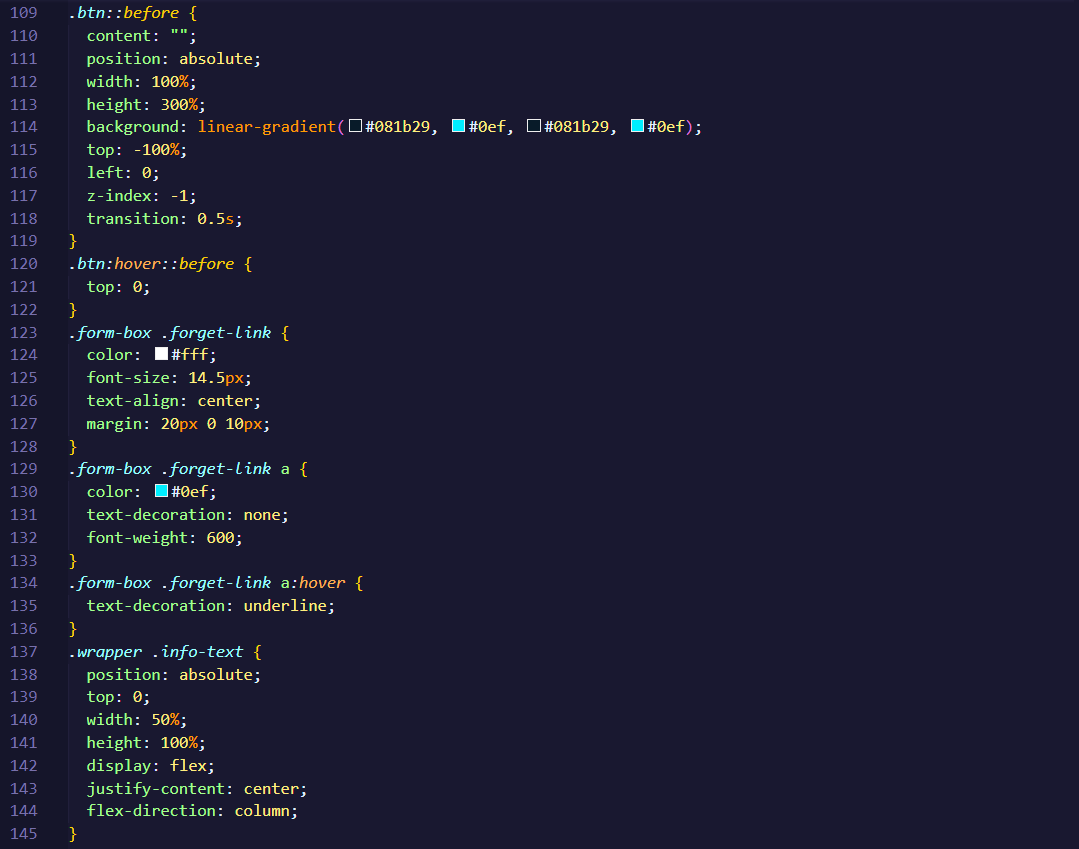 109 .btn::before {
110   content: "";
111   position: absolute;
112   width: 100%;
113   height: 300%;
114   background: linear-gradient(#081b29, #0ef, #081b29, #0ef);
115   top: -100%;
116   left: 0;
117   z-index: -1;
118   transition: 0.5s;
119 }
120 .btn:hover::before {
121   top: 0;
122 }
123 .form-box .forget-link {
124   color: #fff;
125   font-size: 14.5px;
126   text-align: center;
127   margin: 20px 0 10px;
128 }
129 .form-box .forget-link a {
130   color: #0ef;
131   text-decoration: none;
132   font-weight: 600;
133 }
134 .form-box .forget-link a:hover {
135   text-decoration: underline;
136 }
137 .wrapper .info-text {
138   position: absolute;
139   top: 0;
140   width: 50%;
141   height: 100%;
142   display: flex;
143   justify-content: center;
144   flex-direction: column;
145 }